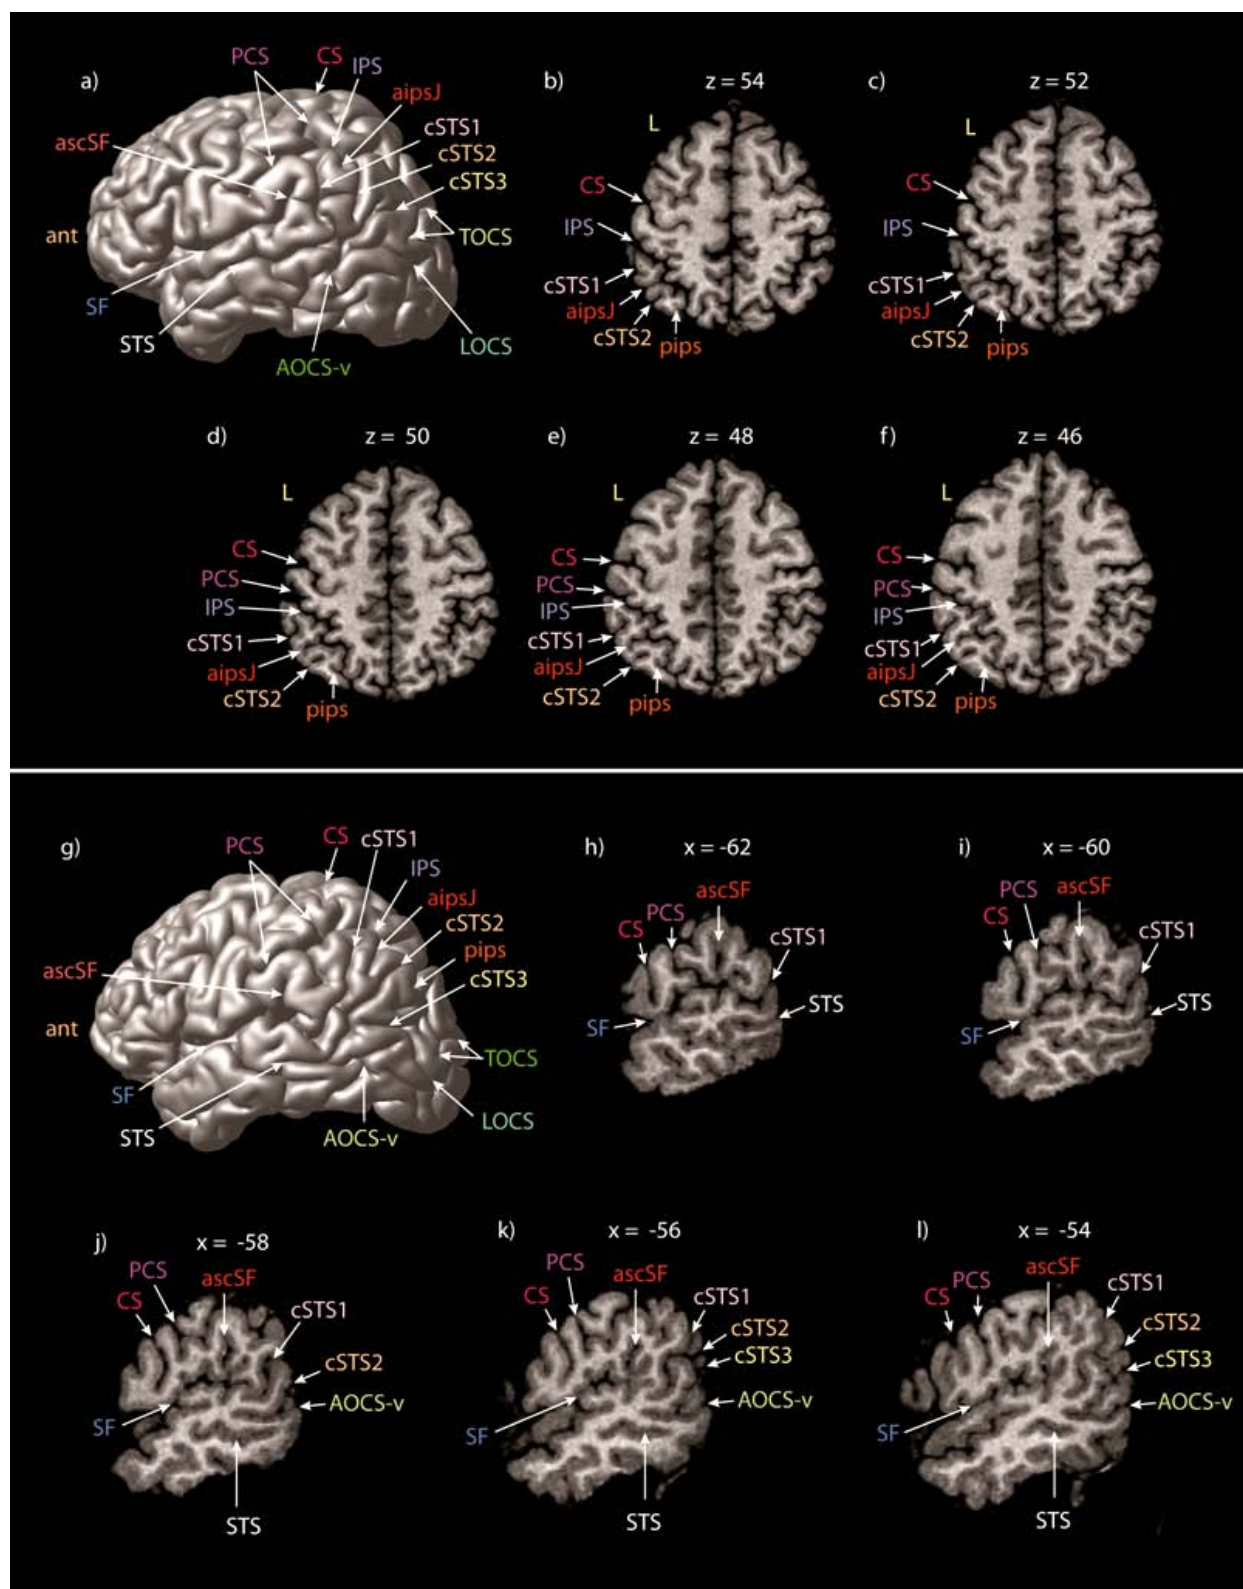 a)
PCS
CS
IPS
aipsJ
cSTS1
cSTS2
cSTS3
ascSF
ant
TOCS
SF
STS
AOCS-v
LOCS
b)
z = 54
L
CS
IPS
cSTS1
aipsJ
cSTS2
pips
c)
z = 52
L
CS
IPS
cSTS1
aipsJ
cSTS2
pips
d)
z = 50
L
CS
PCS
IPS
cSTS1
aipsJ
cSTS2
pips
e)
z = 48
L
CS
PCS
IPS
cSTS1
aipsJ
cSTS2
pips
f)
z = 46
L
CS
PCS
IPS
cSTS1
aipsJ
cSTS2
pips
g)
PCS
CS
cSTS1
IPS
aipsJ
cSTS2
pips
cSTS3
ascSF
ant
TOCS
SF
STS
AOCS-v
LOCS
h)
x = -62
ascSF
PCS
CS
cSTS1
STS
SF
i)
x = -60
ascSF
PCS
CS
cSTS1
STS
SF
j)
x = -58
PCS
ascSF
CS
cSTS1
cSTS2
AOCS-v
SF
STS
k)
x = -56
PCS
ascSF
CS
cSTS1
cSTS2
cSTS3
AOCS-v
SF
STS
l)
x = -54
PCS
ascSF
CS
cSTS1
cSTS2
cSTS3
AOCS-v
SF
STS